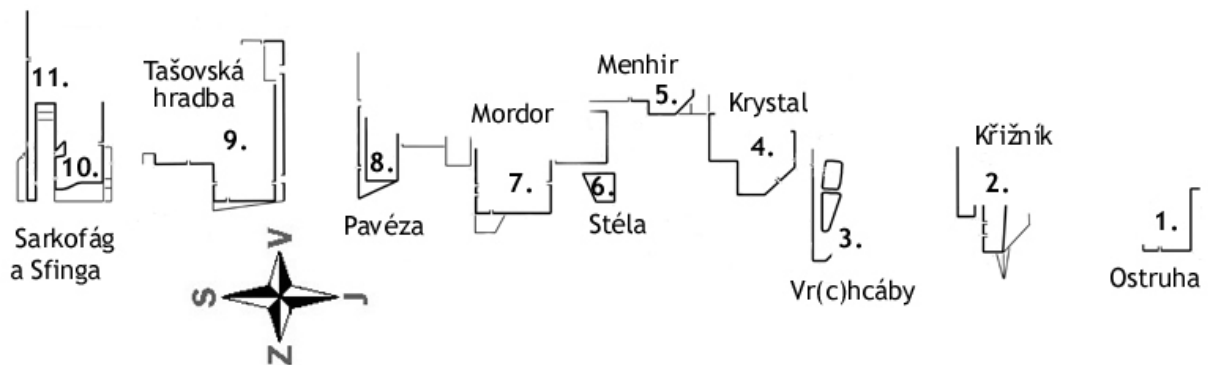 11.
Tašovská
hradba
9.
10.
Sarkofág
a Sfinga
8.
Pavéza
Mordor
7.
Menhir
5.
6.
Stéla
Krystal
4.
3.
Vr(c)hcáby
Křižník
2.
1.
Ostruha
V
S
J
Z